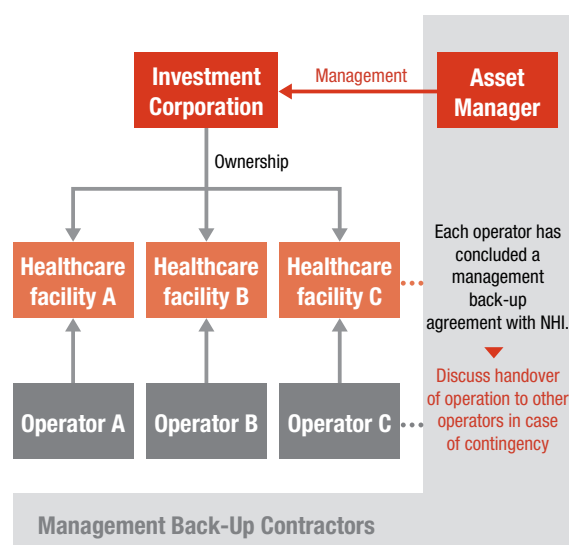 Investment
Corporation
Management
Asset
Manager
Ownership
Healthcare
facility A
Healthcare
facility B
Healthcare
facility C
Each operator has
concluded a
management
back-up
agreement with NHI.
Discuss handover
of operation to other
operators in case
of contingency
Operator A
Operator B
Operator C
Management Back-Up Contractors